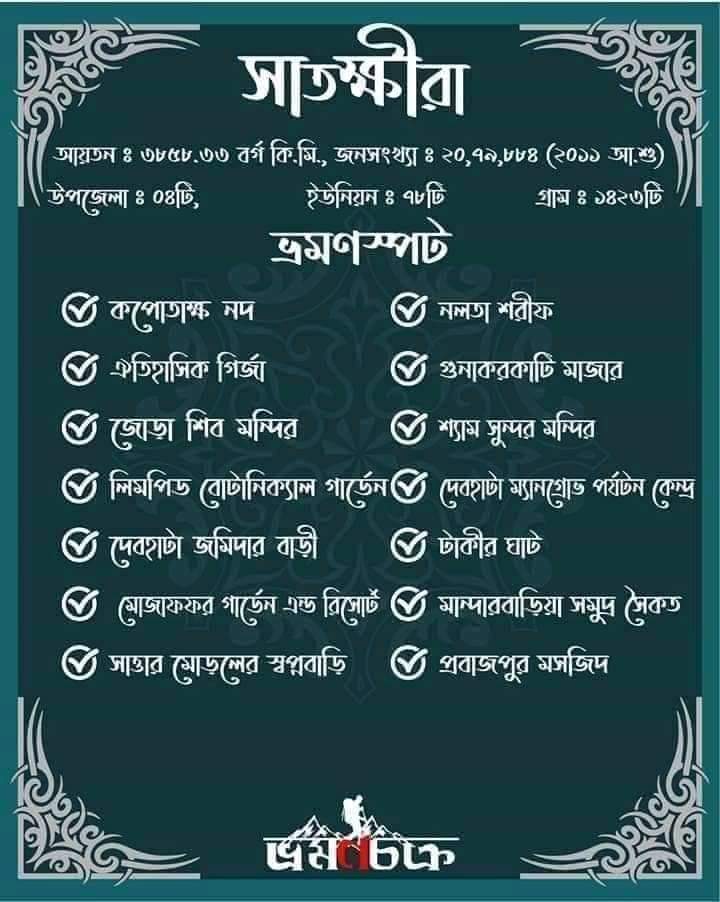 সাতক্ষীরা
আয়তন ঃ ৩৮৫৮.৩৩ বর্গ কি.মি., জনসংখ্যা ঃ ২০,৭৯,৮৮৪ (২০১১ আ.শু)
উপজেলা ঃ ০৪টি, ইউনিয়ন ঃ ৭৮টি গ্রাম ঃ ১৪২৩টি
ভ্রমণস্পট
কপোতাক্ষ নদ নলতা শরীফ
ঐতিহাসিক গির্জা গুনাকরকাটি মাজার
জোড়া শিব মন্দির শ্যাম সুন্দর মন্দির
লিমপিড বোটানিক্যাল গার্ডেন দেবহাটা ম্যানগ্রোভ পর্যটন কেন্দ্র
দেবহাটা জমিদার বাড়ী টাকীর ঘাট
মোজাফফর গার্ডেন এন্ড রিসোর্ট মান্দারবাড়িয়া সমুদ্র সৈকত
সাত্তার মোড়লের স্বপ্নবাড়ি প্রবাজপুর মসজিদ
ভ্রমণচক্র